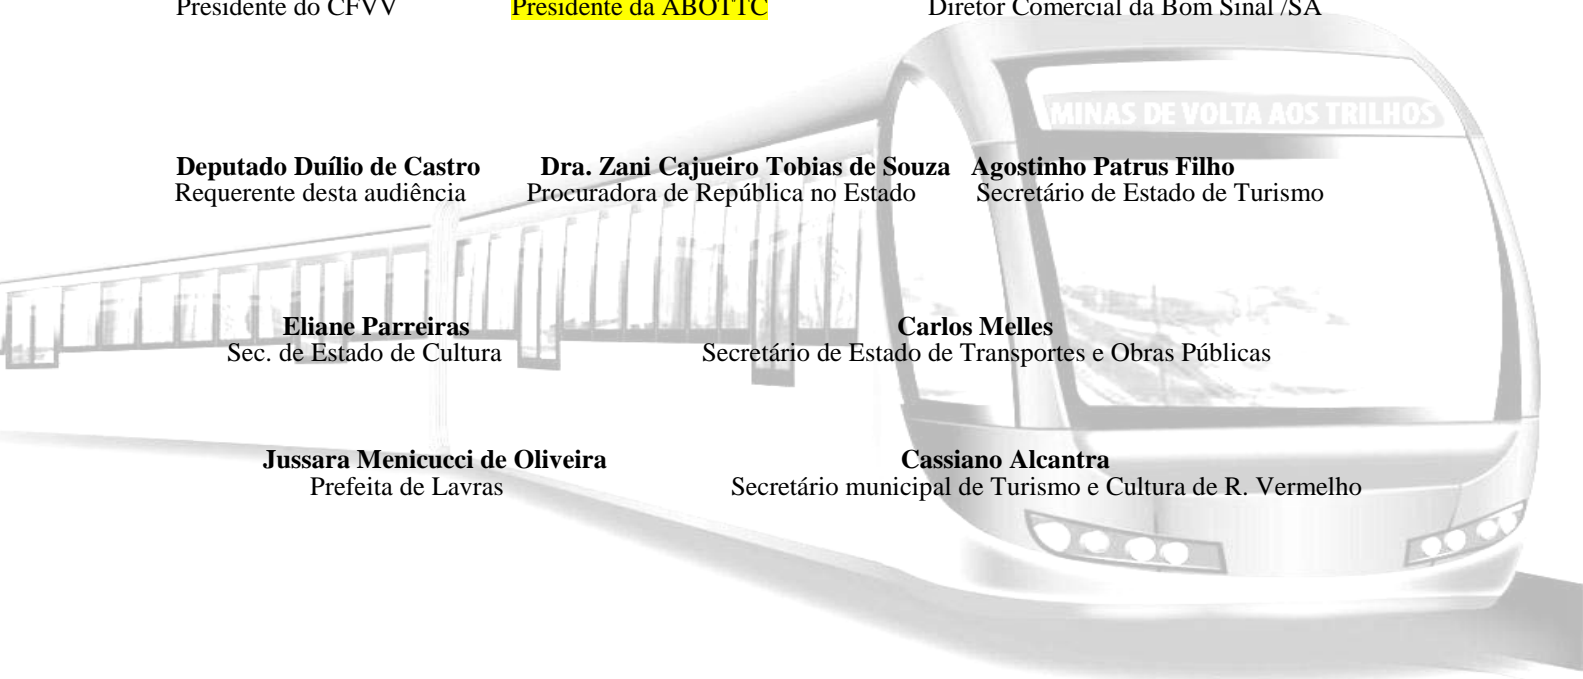 Presidente do CFVV Presidente da ABOTTC Diretor Comercial da Bom Sinal /SA
MINAS DE VOLTA AOS TRILHOS
Deputado Duílio de Castro Dra. Zani Cajueiro Tobias de Souza Agostinho Patrus Filho
Requerente desta audiência Procuradora de República no Estado Secretário de Estado de Turismo
Eliane Parreiras Carlos Melles
Sec. de Estado de Cultura Secretário de Estado de Transportes e Obras Públicas
Jussara Menicucci de Oliveira Cassiano Alcantra
Prefeita de Lavras Secretário municipal de Turismo e Cultura de R. Vermelho